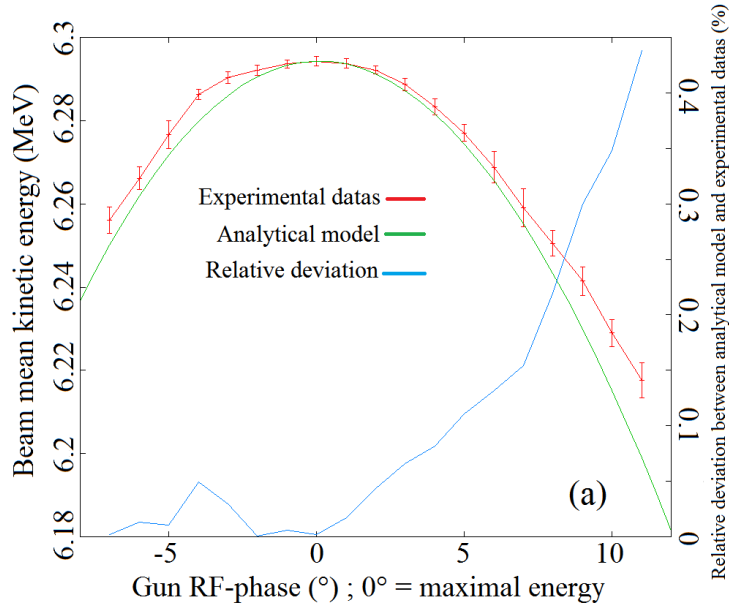 Beam mean kinetic energy (MeV)
6.3
6.28
6.26
6.24
6.22
6.2
6.18
Experimental datas
Analytical model
Relative deviation
(a)
-5
0
5
10
Gun RF-phase (°) ; 0° = maximal energy
0.4
0.3
0.2
0.1
0
Relative deviation between analytical model and experimental datas (%)